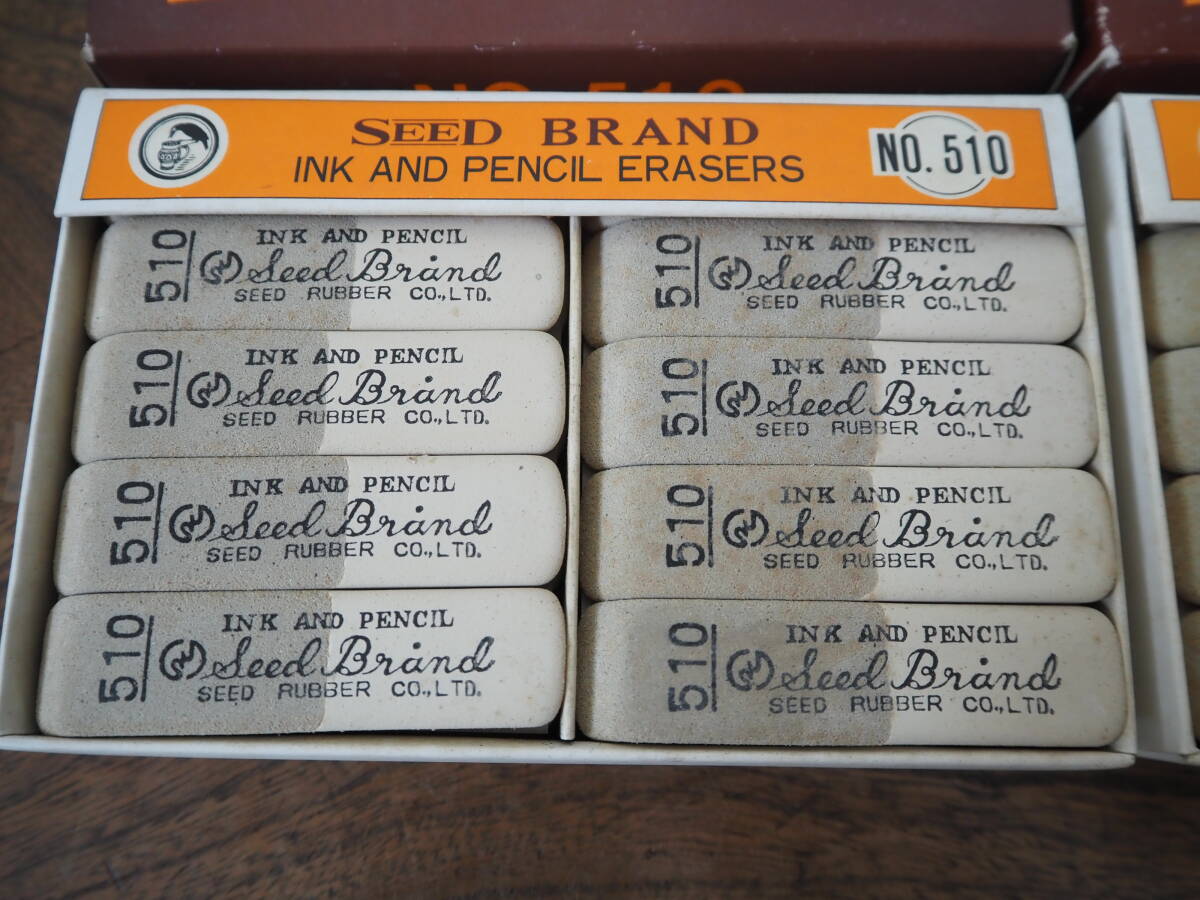 NO. 510
SEED BRAND
INK AND PENCIL ERASERS
NO. 510
510
INK AND PENCIL
Seed Brand
SEED RUBBER CO.,LTD.
510
INK AND PENCIL
Seed Brand
SEED RUBBER CO.,LTD.
510
INK AND PENCIL
Seed Brand
SEED RUBBER CO.,LTD.
510
INK AND PENCIL
Seed Brand
SEED RUBBER CO.,LTD.
510
INK AND PENCIL
Seed Brand
SEED RUBBER CO.,LTD.
510
INK AND PENCIL
Seed Brand
SEED RUBBER CO.,LTD.
510
INK AND PENCIL
Seed Brand
SEED RUBBER CO.,LTD.
510
INK AND PENCIL
Seed Brand
SEED RUBBER CO.,LTD.